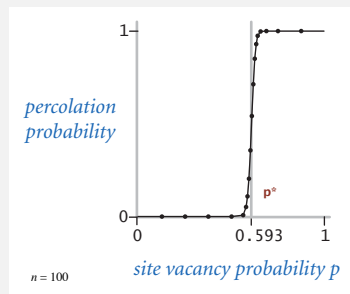 1
percolation
probability
p*
0
0
0.593
1
n = 100
site vacancy probability p